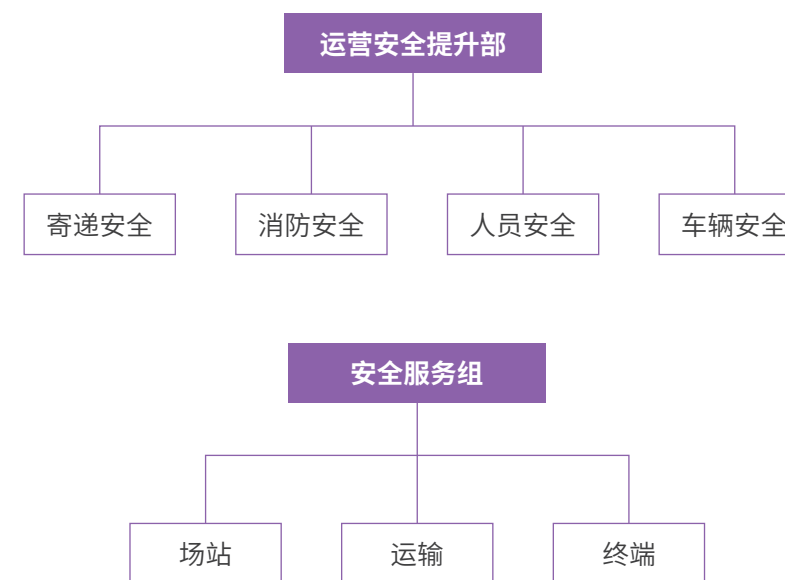 运营安全提升部
寄递安全
消防安全
人员安全
车辆安全
安全服务组
场站
运输
终端